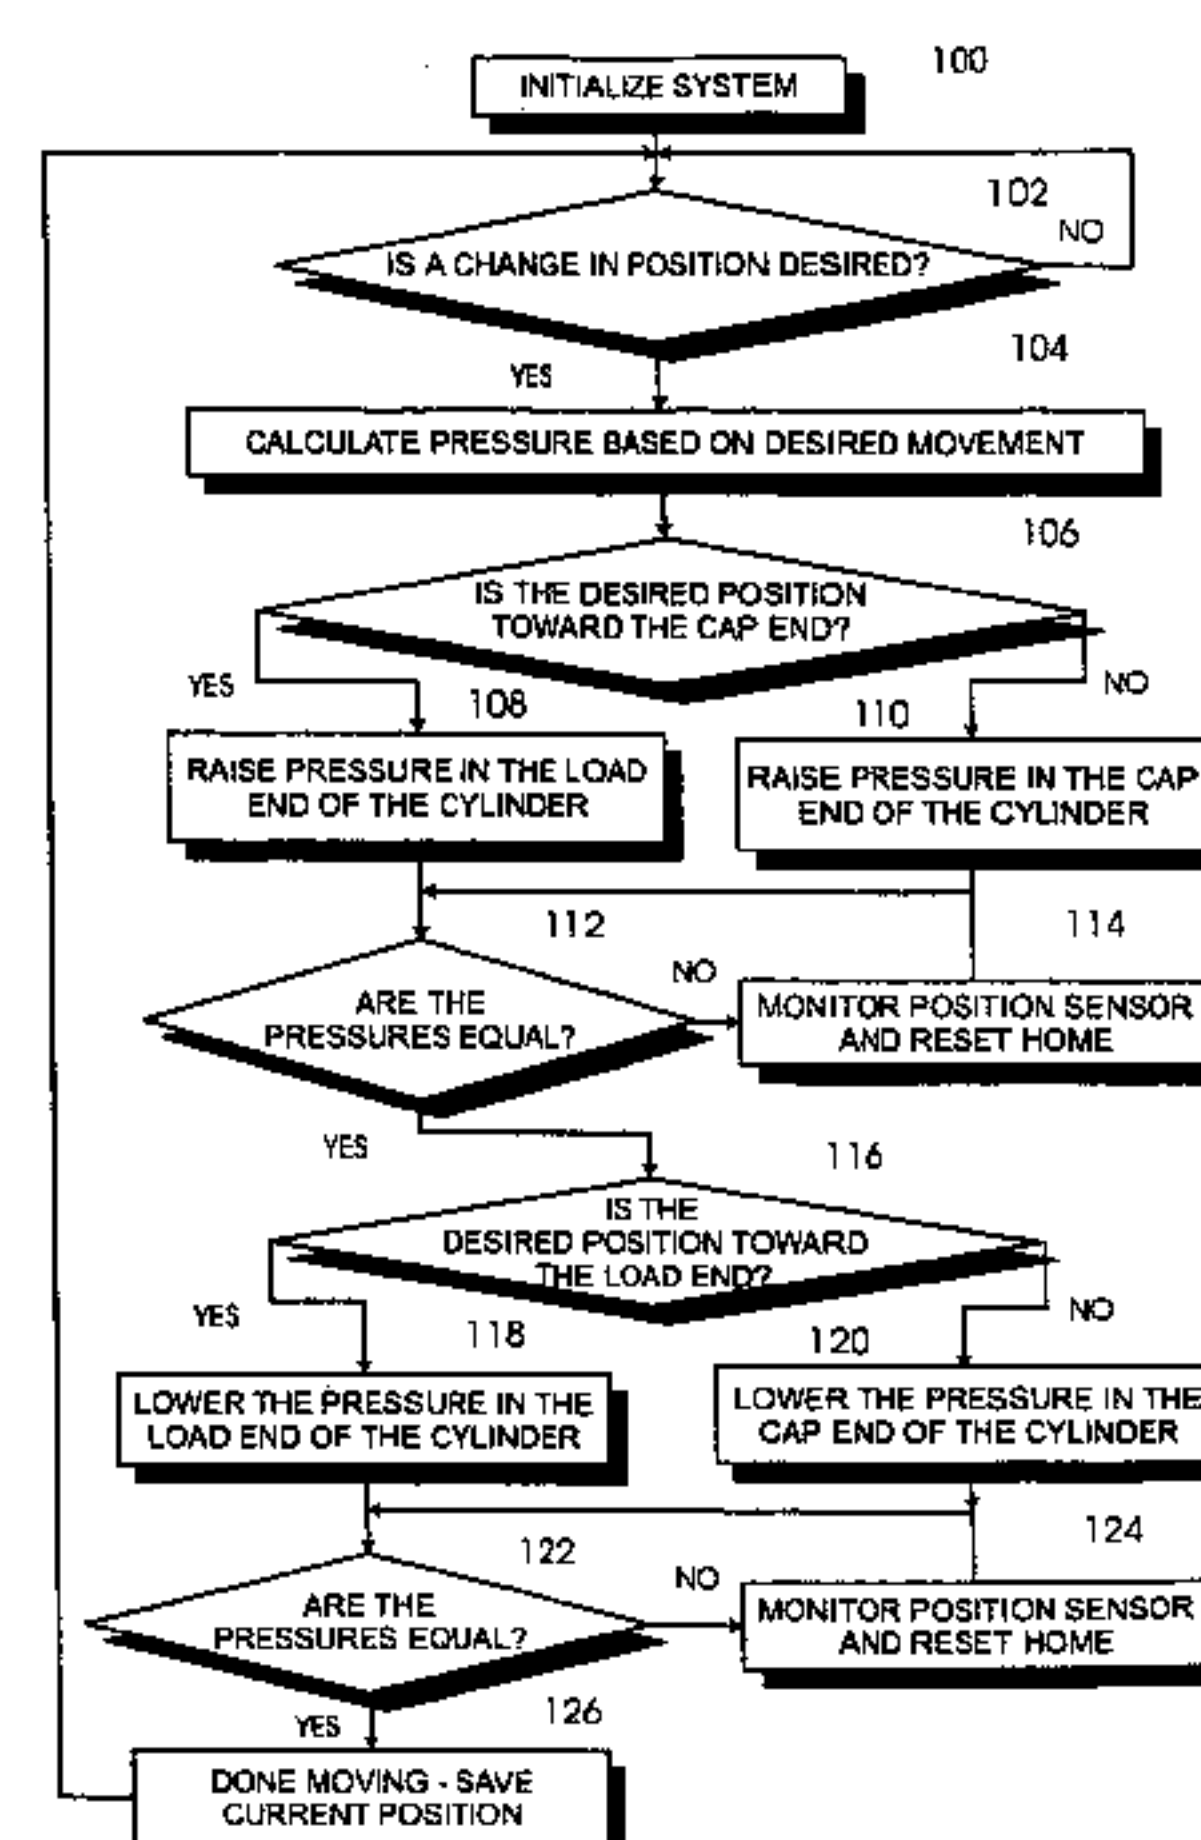 100
INITIALIZE SYSTEM
102
NO
IS A CHANGE IN POSITION DESIRED?
104
YES
CALCULATE PRESSURE BASED ON DESIRED MOVEMENT
106
IS THE DESIRED POSITION
TOWARD THE CAP END?
YES
NO
108
110
RAISE PRESSURE IN THE LOAD
END OF THE CYLINDER
RAISE PRESSURE IN THE CAP
END OF THE CYLINDER
112
114
NO
ARE THE
PRESSURES EQUAL?
MONITOR POSITION SENSOR
AND RESET HOME
YES
116
IS THE
DESIRED POSITION TOWARD
THE LOAD END?
YES
NO
118
120
LOWER THE PRESSURE IN THE
LOAD END OF THE CYLINDER
LOWER THE PRESSURE IN THE
CAP END OF THE CYLINDER
122
124
NO
ARE THE
PRESSURES EQUAL?
MONITOR POSITION SENSOR
AND RESET HOME
YES
126
DONE MOVING - SAVE
CURRENT POSITION